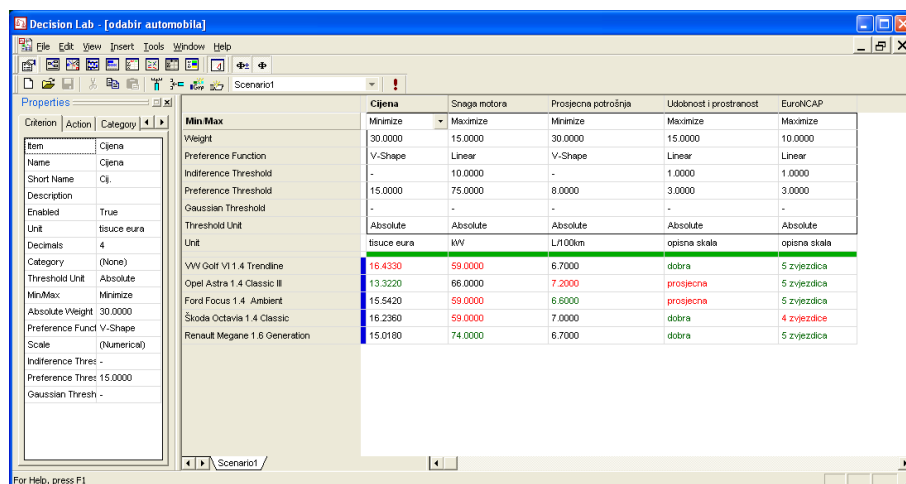 Decision Lab - [odabir automobila]
File Edit View Insert Tools Window Help
Scenario1
Properties
Criterion Action Category
Item Cijena
Name Cijena
Short Name Cij.
Description
Enabled True
Unit tisuce eura
Decimals 4
Category (None)
Threshold Unit Absolute
Min/Max Minimize
Absolute Weight 30.0000
Preference Funct V-Shape
Scale (Numerical)
Indiference Thres -
Preference Thres 15.0000
Gaussian Thresh -
Cijena Snaga motora Prosjecna potrošnja Udobnost i prostranost EuroNCAP
Min/Max Minimize Maximize Minimize Maximize Maximize
Weight 30.0000 15.0000 30.0000 15.0000 10.0000
Preference Function V-Shape Linear V-Shape Linear Linear
Indiference Threshold - 10.0000 - 1.0000 1.0000
Preference Threshold 15.0000 75.0000 8.0000 3.0000 3.0000
Gaussian Threshold - - - - -
Threshold Unit Absolute Absolute Absolute Absolute Absolute
Unit tisuce eura kW L/100km opisna skala opisna skala
VW Golf VI 1.4 Trendline 16.4330 59.0000 6.7000 dobra 5 zvjezdica
Opel Astra 1.4 Classic III 13.3220 66.0000 7.2000 prosjecna 5 zvjezdica
Ford Focus 1.4 Ambient 15.5420 59.0000 6.6000 prosjecna 5 zvjezdica
Škoda Octavia 1.4 Classic 16.2360 59.0000 7.0000 dobra 4 zvjezdice
Renault Megane 1.6 Generation 15.0180 74.0000 6.7000 dobra 5 zvjezdica
Scenario1
For Help, press F1